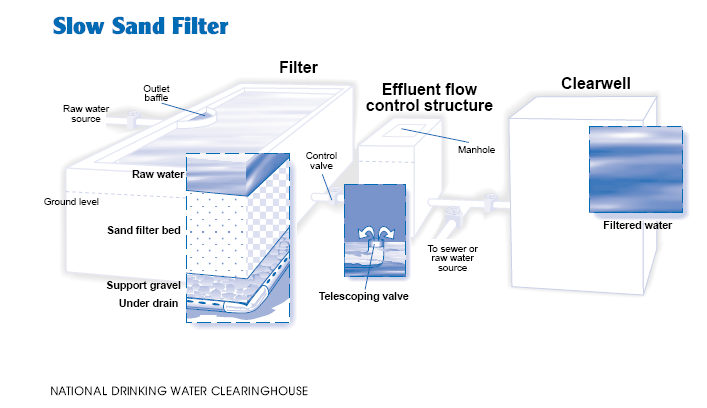 Slow Sand Filter
Filter
Effluent flow
control structure
Clearwell
Outlet
baffle
Raw water
source
Manhole
Control
valve
Raw water
Ground level
Sand filter bed
Filtered water
To sewer or
raw water
source
Support gravel
Under drain
Telescoping valve
NATIONAL DRINKING WATER CLEARINGHOUSE